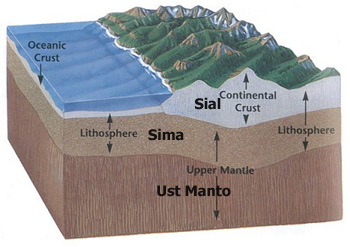 Oceanic
Crust
Sial
Continental
Crust
Lithosphere
Sima
Lithosphere
Upper Mantle
Ust Manto